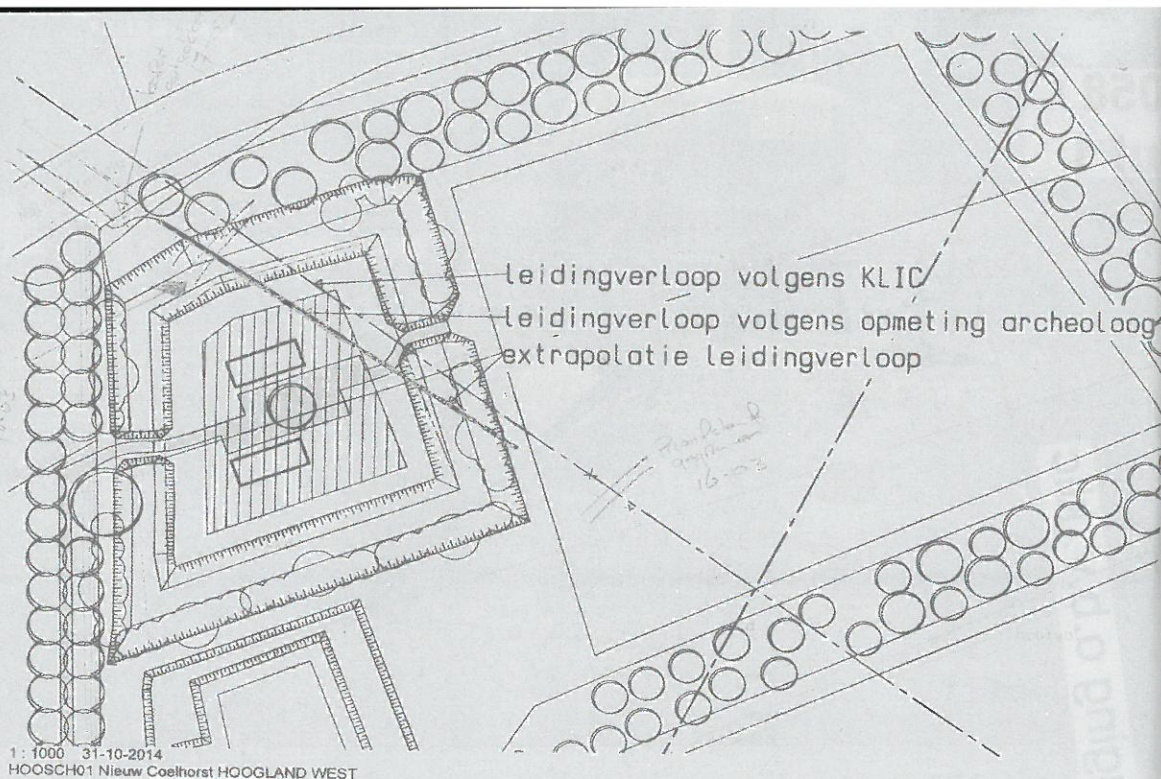 leidingverloop volgens KLIC
leidingverloop volgens opmeting archeoloog
extrapolatie leidingverloop
1 : 1000 31-10-2014
HOOSCH01 Nieuw Coelhorst HOOGLAND WEST